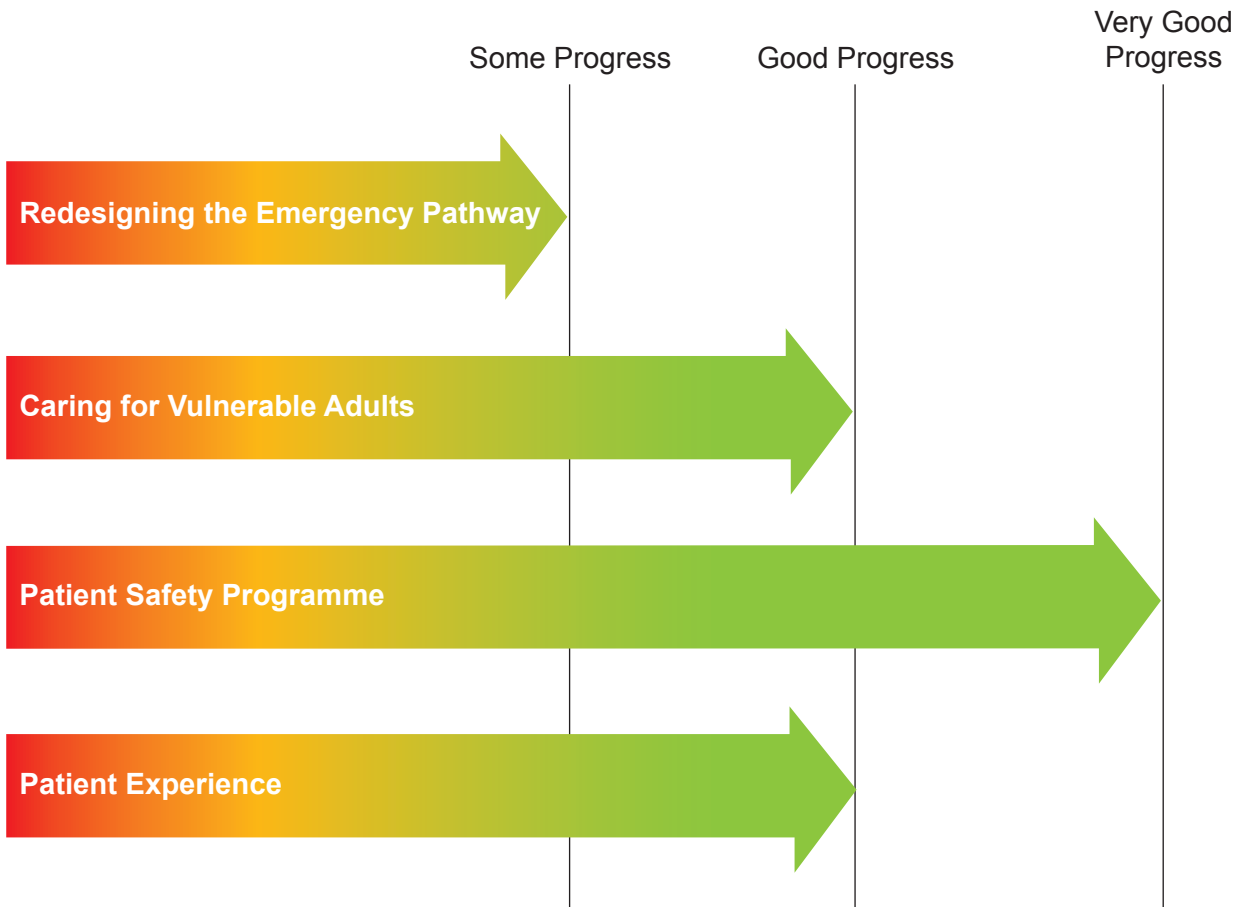 Some Progress
Good Progress
Very Good
Progress
Redesigning the Emergency Pathway
Caring for Vulnerable Adults
Patient Safety Programme
Patient Experience